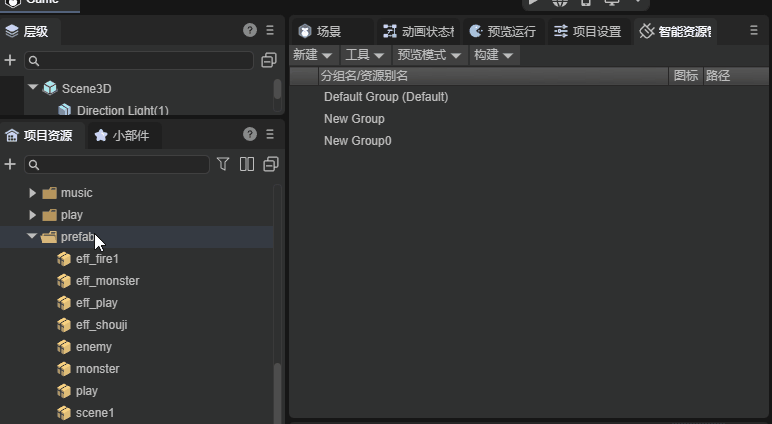 层级
Scene3D
Direction Light(1)
项目资源
小部件
music
play
prefab
eff_fire1
eff_monster
eff_play
eff_shouji
enemy
monster
play
scene1
场景
动画状态机
预览运行
项目设置
智能资源管
新建
工具
预览模式
构建
分组名/资源别名
图标
路径
Default Group (Default)
New Group
New Group0